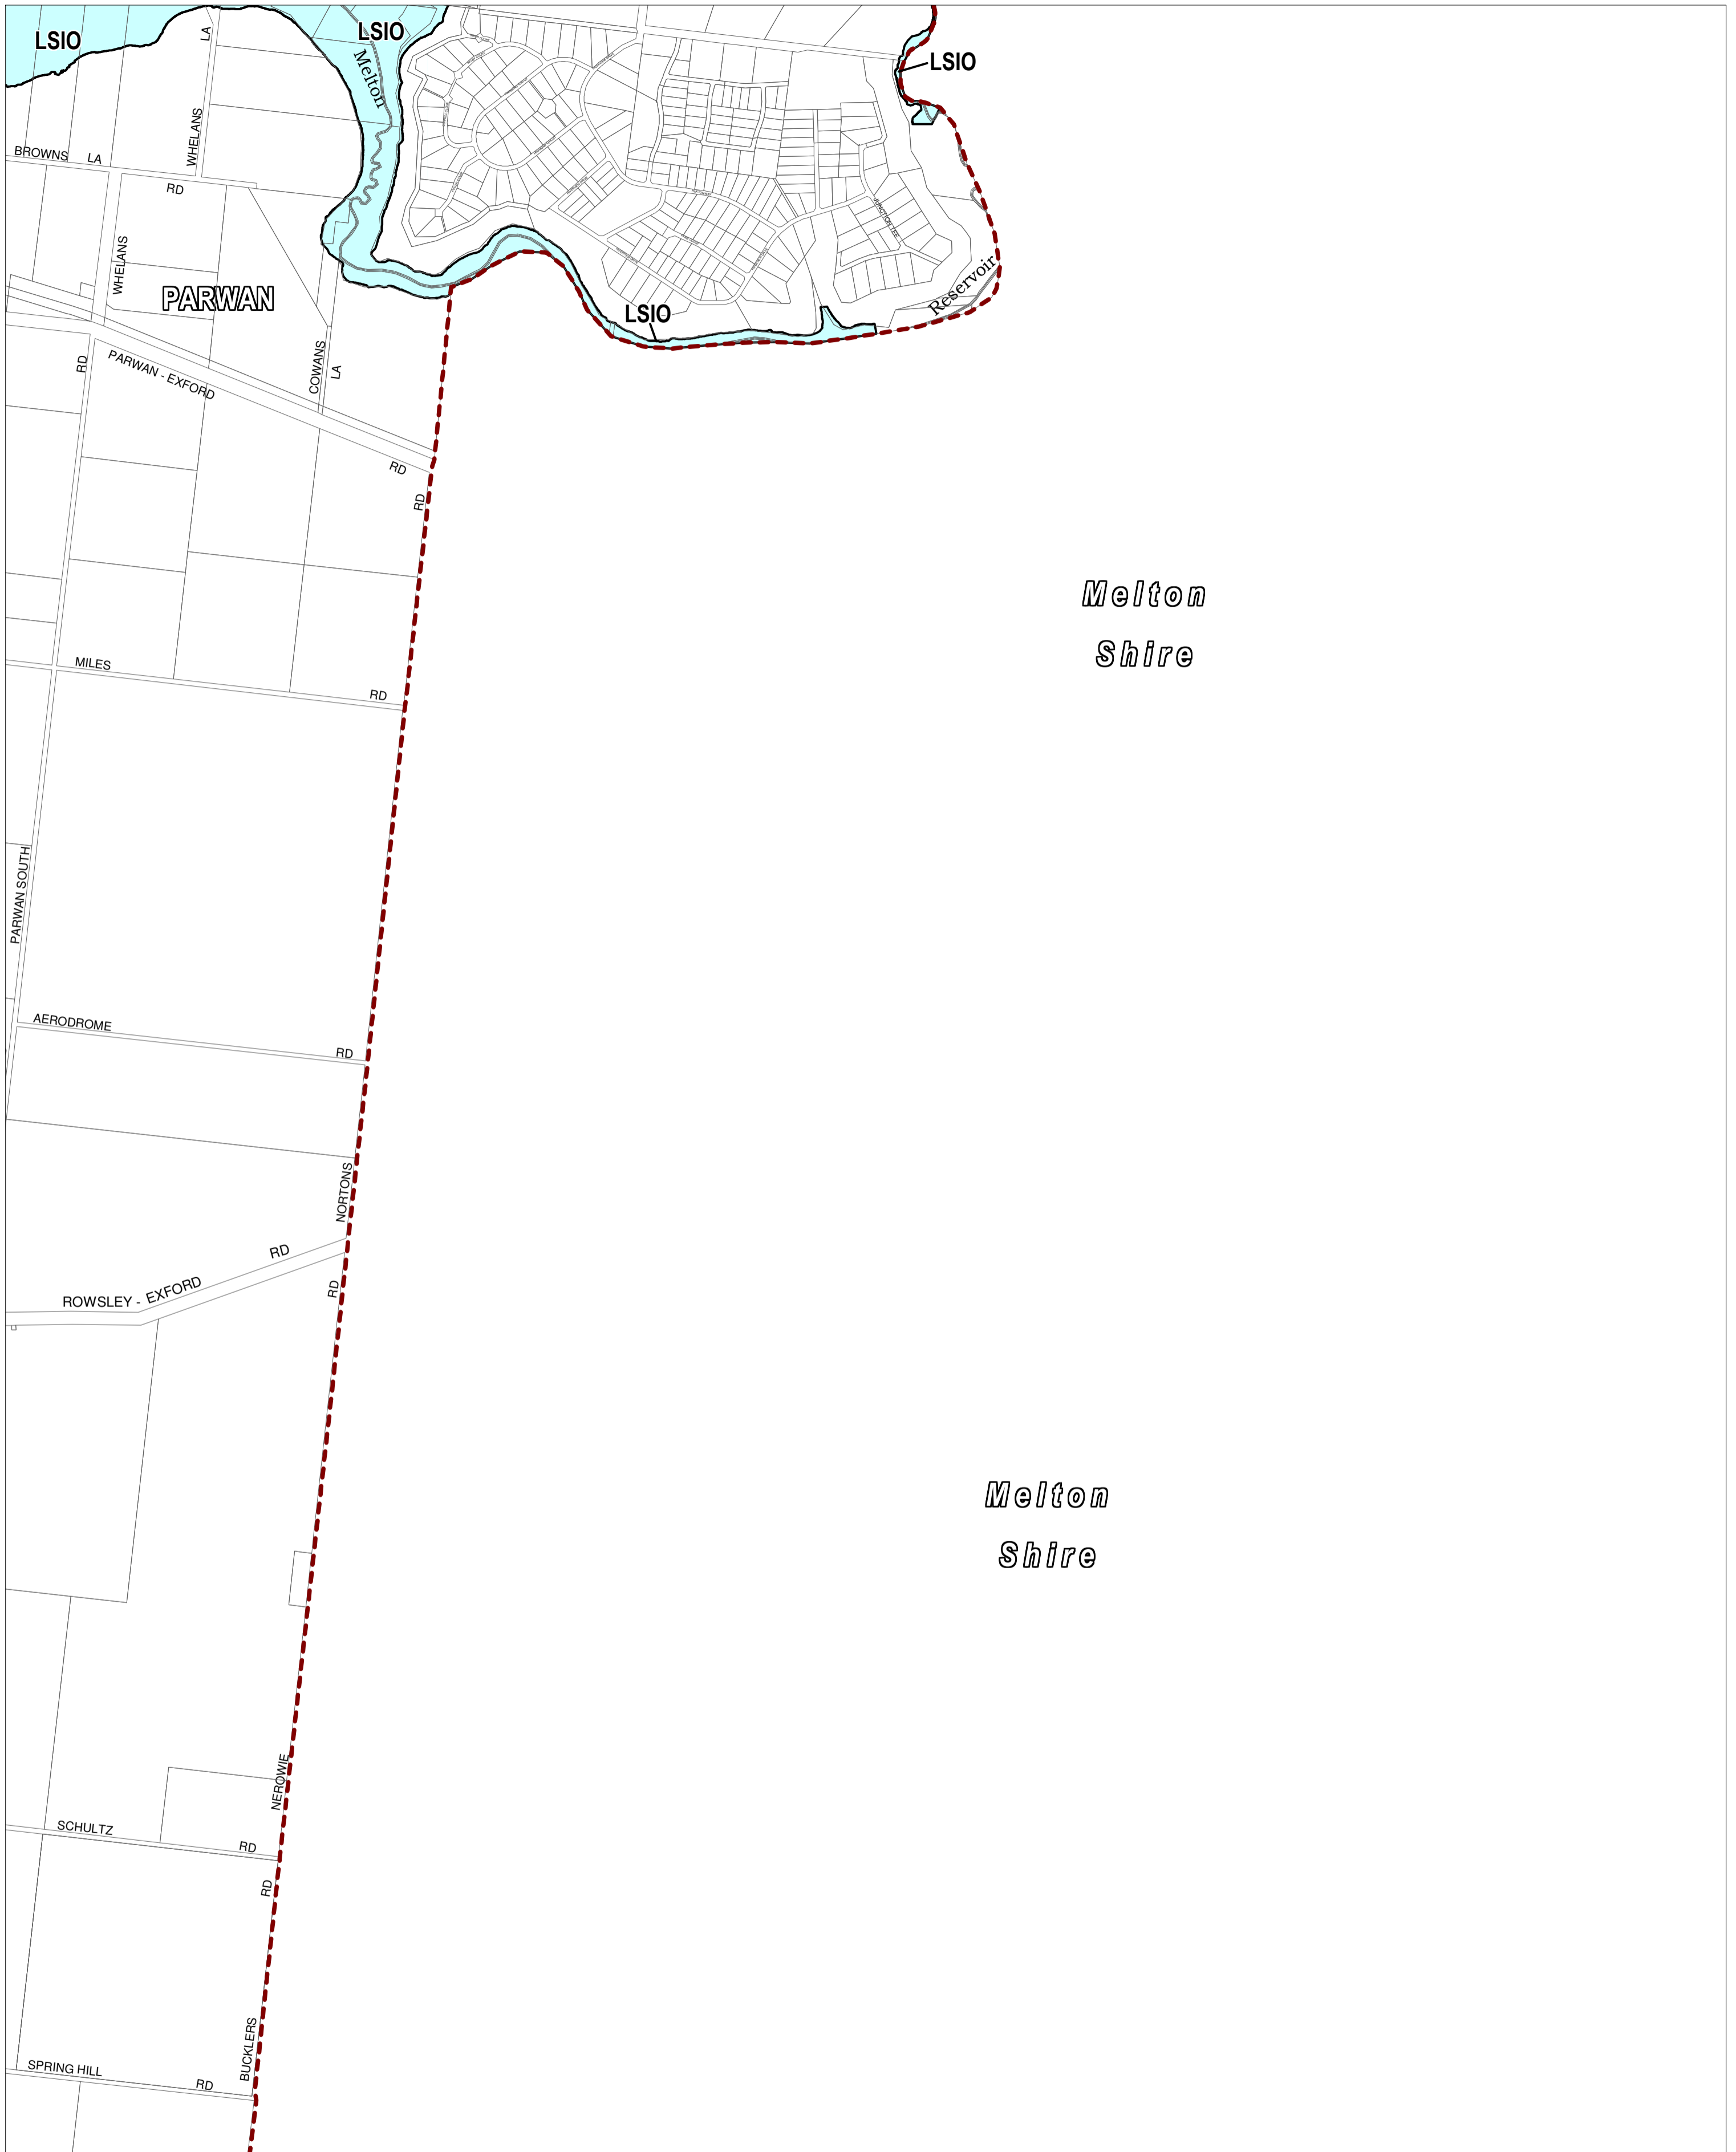 LSIO
LSIO
LSIO
Melton
LA
WHELANS
BROWNS LA
RD
JUNCTION
WHELANS
PARWAN
Reservoir
LSIO
RD
PARWAN - EXFORD
COWANS
LA
RD
RD
Melton
Shire
MILES
RD
PARWAN SOUTH
AERODROME
RD
NORTONS
RD
ROWSLEY - EXFORD
RD
Melton
Shire
NEROWIE
SCHULTZ
RD
RD
BUCKLERS
SPRING HILL
RD